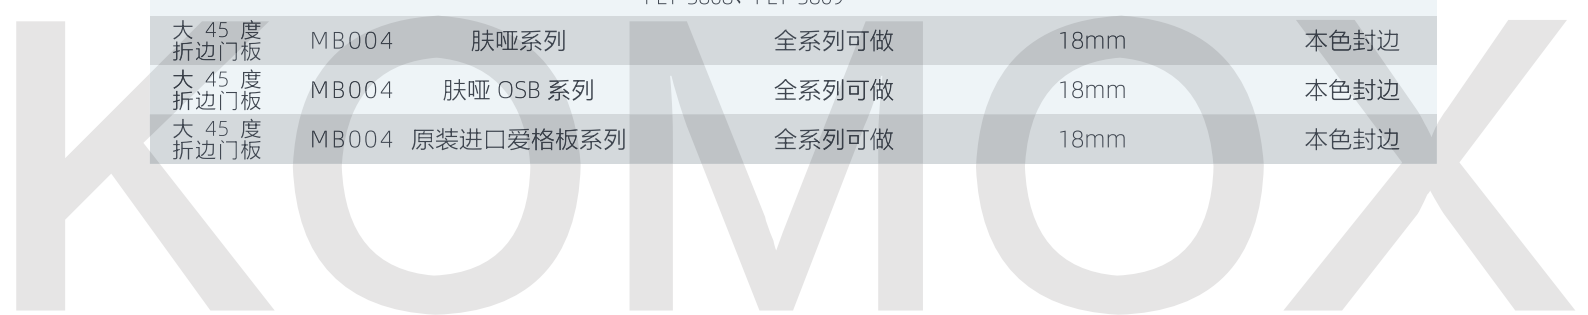 大 45 度
折边门板 MB004 肤哑系列 全系列可做 18mm 本色封边
大 45 度
折边门板 MB004 肤哑 OSB 系列 全系列可做 18mm 本色封边
大 45 度
折边门板 MB004 原装进口爱格板系列 全系列可做 18mm 本色封边
KOMOX